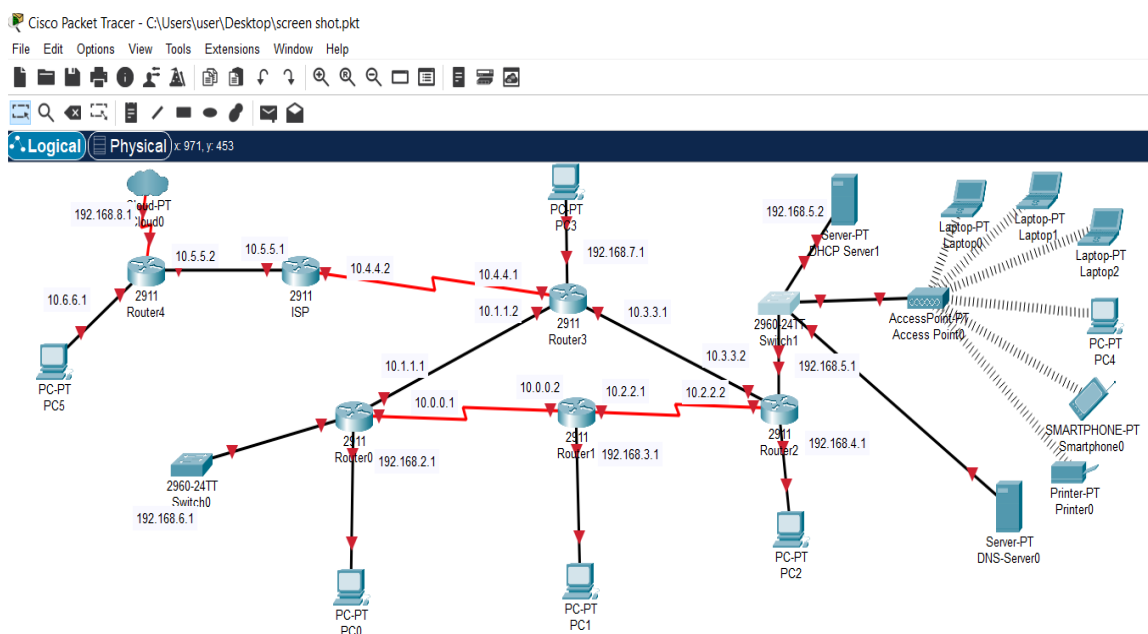 Cisco Packet Tracer - C:\Users\user\Desktop\screen shot.pkt
File Edit Options View Tools Extensions Window Help
Logical Physical x: 971, y: 453
192.168.8.1
Cloud-PT
Cloud0
10.5.5.2
10.5.5.1
2911
Router4
10.6.6.1
PC-PT
PC5
2911
ISP
10.4.4.2
10.4.4.1
PC-PT
PC3
192.168.7.1
10.1.1.2
2911
Router3
10.3.3.1
10.3.3.2
10.1.1.1
10.0.0.1
10.0.0.2
10.2.2.1
10.2.2.2
2911
Router0
192.168.2.1
2911
Router1
192.168.3.1
2911
Router2
192.168.4.1
2960-24TT
Switch0
192.168.6.1
PC-PT
PC0
PC-PT
PC1
PC-PT
PC2
192.168.5.2
Server-PT
DHCP Server1
2960-24TT
Switch1
192.168.5.1
AccessPoint-PT
Access Point0
Laptop-PT
Laptop0
Laptop-PT
Laptop1
Laptop-PT
Laptop2
PC-PT
PC4
SMARTPHONE-PT
Smartphone0
Printer-PT
Printer0
Server-PT
DNS-Server0